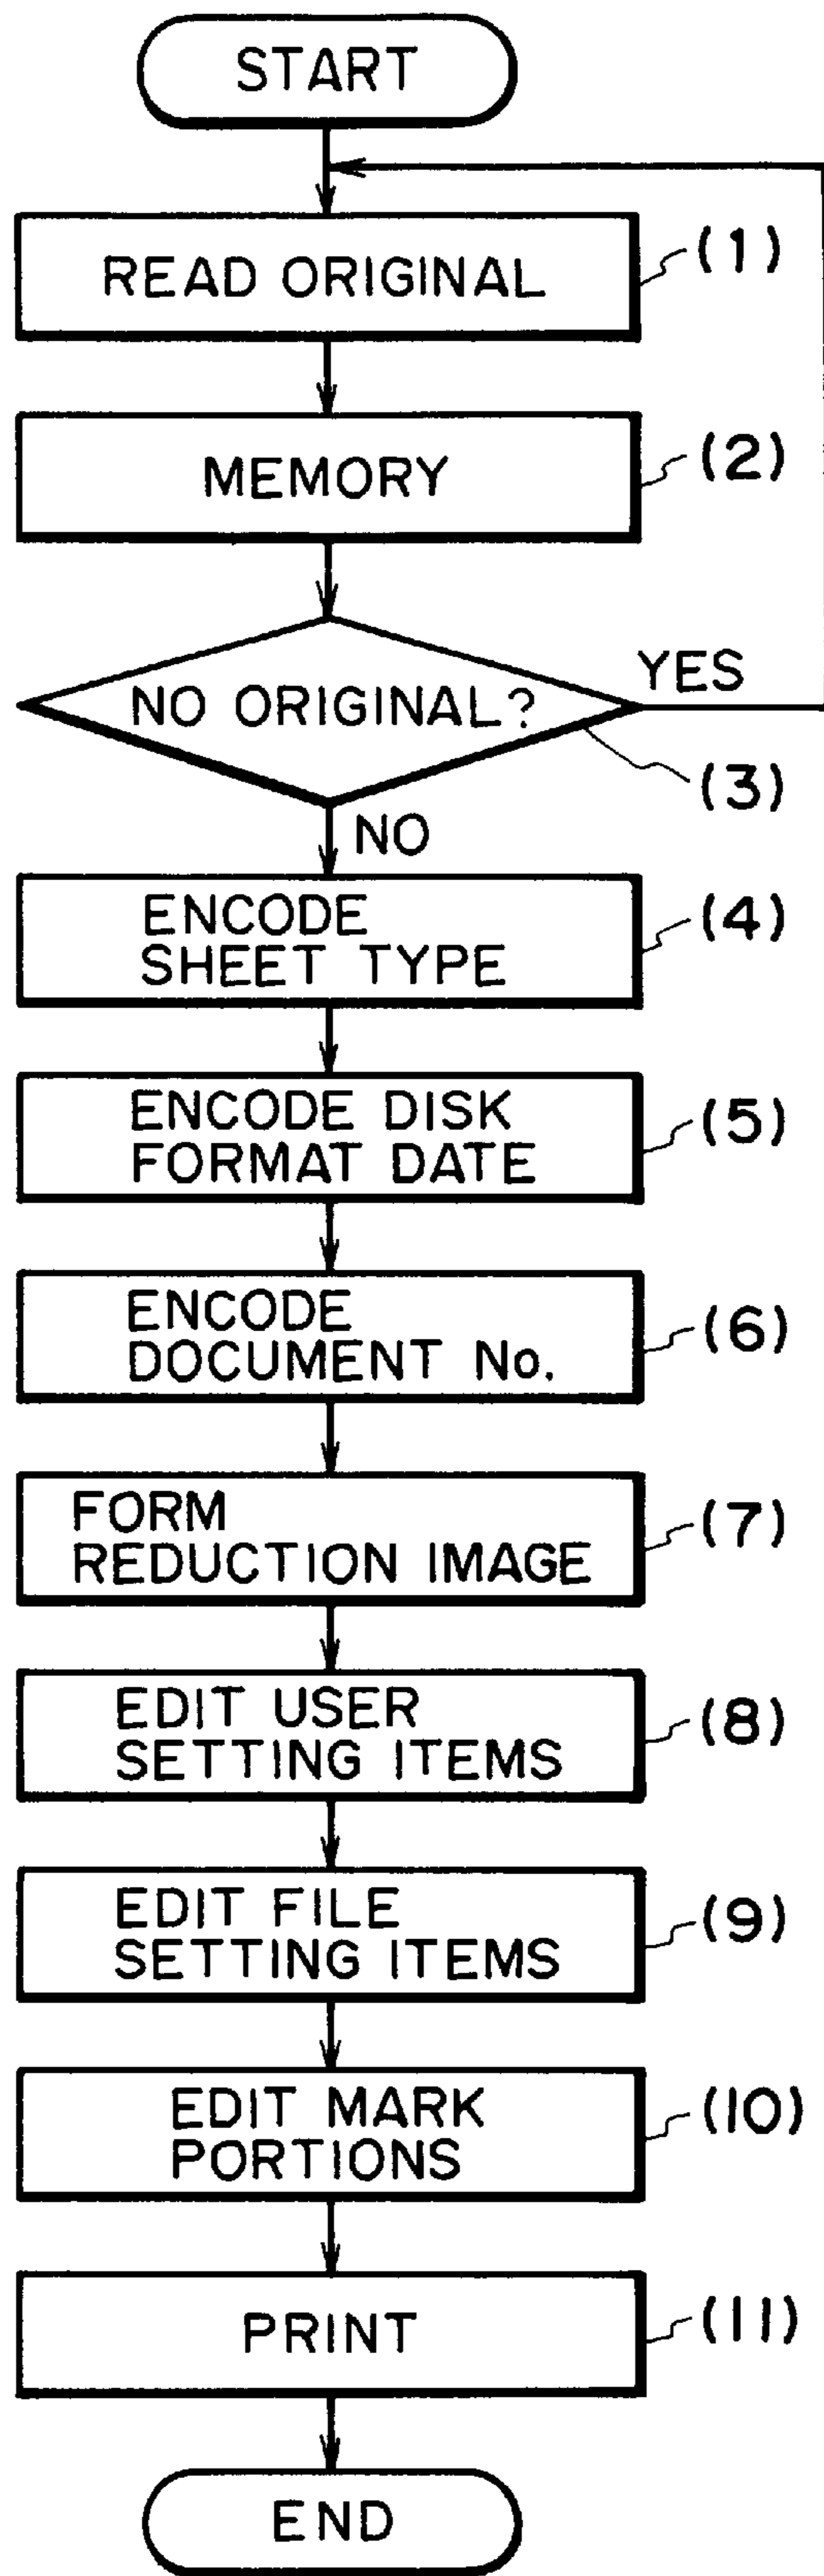 START
READ ORIGINAL
(1)
MEMORY
(2)
NO ORIGINAL?
YES
(3)
NO
ENCODE
SHEET TYPE
(4)
ENCODE DISK
FORMAT DATE
(5)
ENCODE
DOCUMENT No.
(6)
FORM
REDUCTION IMAGE
(7)
EDIT USER
SETTING ITEMS
(8)
EDIT FILE
SETTING ITEMS
(9)
EDIT MARK
PORTIONS
(10)
PRINT
(11)
END